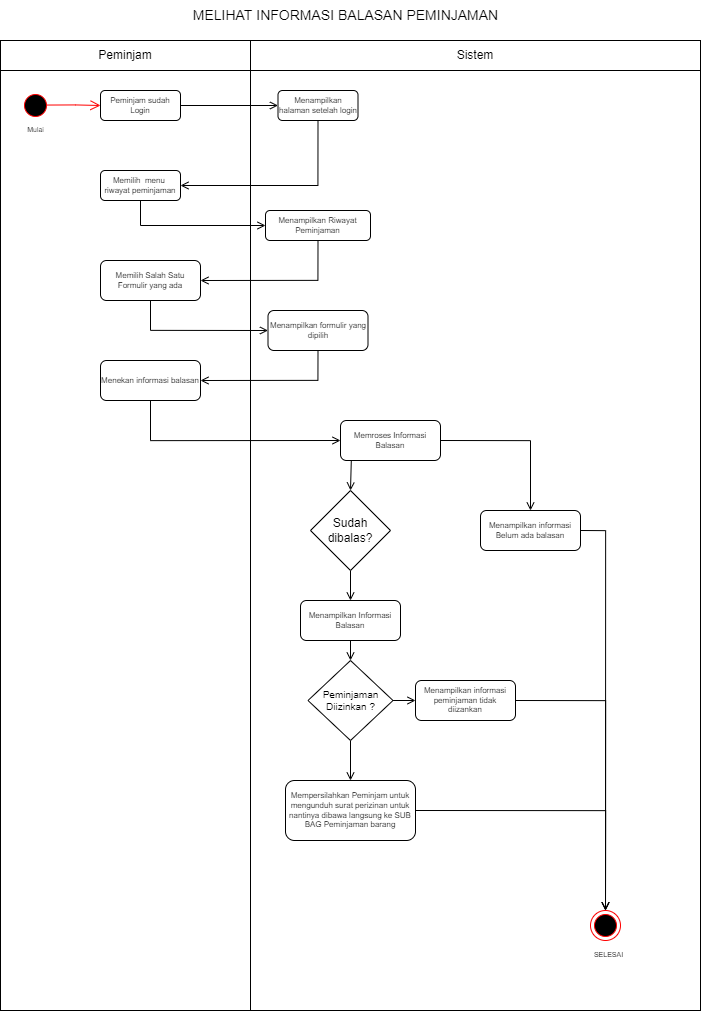 MELIHAT INFORMASI BALASAN PEMINJAMAN
Peminjam
Sistem
Mulai
Peminjam sudah
Login
Menampilkan
halaman setelah login
Memilih menu
riwayat peminjaman
Menampilkan Riwayat
Peminjaman
Memilih Salah Satu
Formulir yang ada
Menampilkan formulir yang
dipilih
Menekan informasi balasan
Memroses Informasi
Balasan
Sudah
dibalas?
Menampilkan informasi
Belum ada balasan
Menampilkan Informasi
Balasan
Peminjaman
Diizinkan ?
Menampilkan informasi
peminjaman tidak
diizankan
Mempersilahkan Peminjam untuk
mengunduh surat perizinan untuk
nantinya dibawa langsung ke SUB
BAG Peminjaman barang
SELESAI